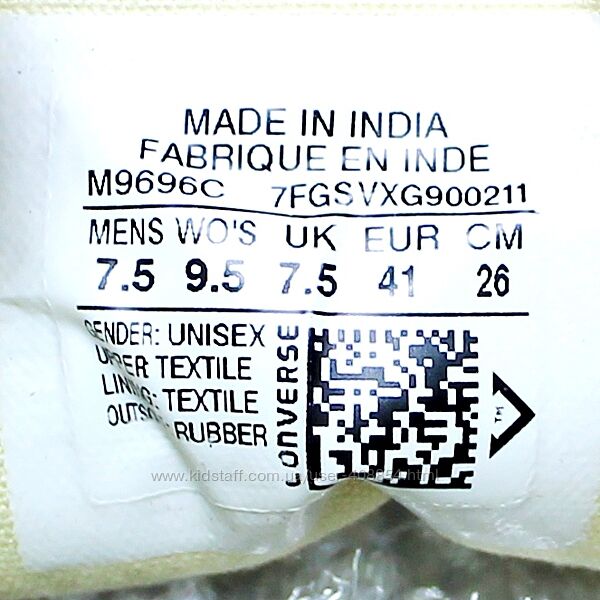 MADE IN INDIA
FABRIQUE EN INDE
M9696C 7FGSVXG900211
MENS WO'S UK EUR CM
7.5 9.5 7.5 41 26
GENDER: UNISEX
UPPER TEXTILE
LINING: TEXTILE
RUBBER
CONVERSE
TM